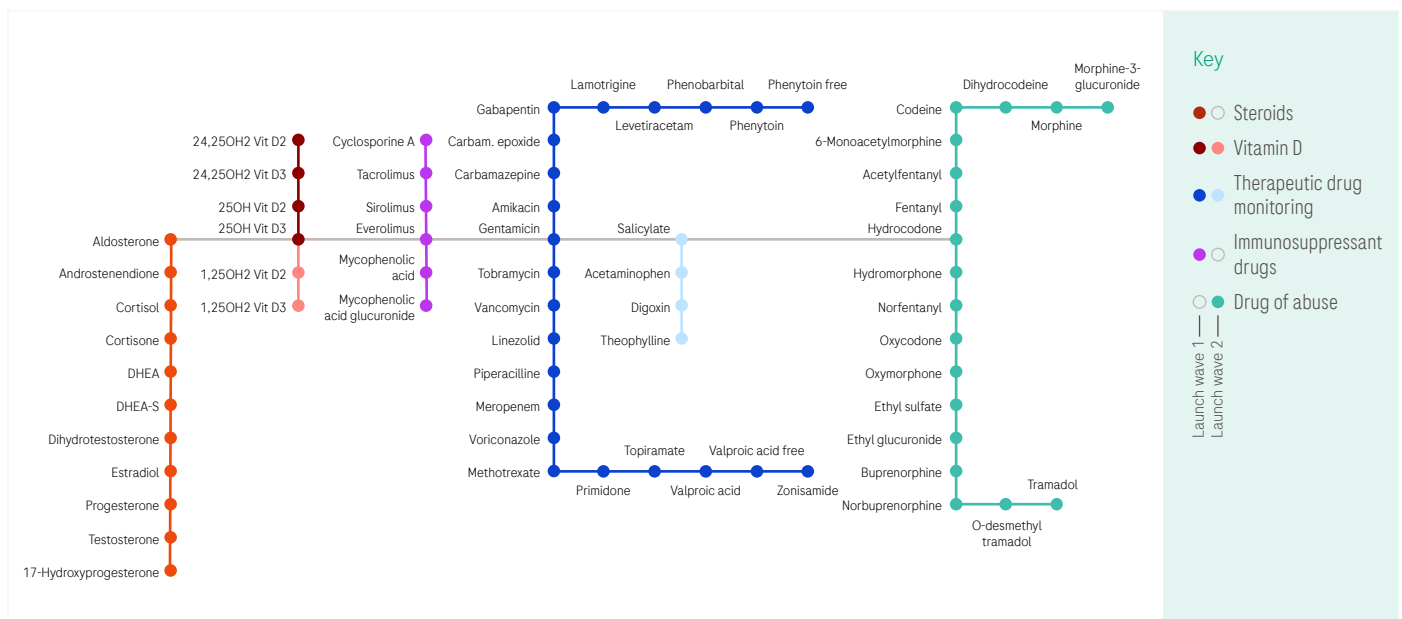 Aldosterone
Androstenendione
Cortisol
Cortisone
DHEA
DHEA-S
Dihydrotestosterone
Estradiol
Progesterone
Testosterone
17-Hydroxyprogesterone
24,25OH2 Vit D2
24,25OH2 Vit D3
25OH Vit D2
25OH Vit D3
1,25OH2 Vit D2
1,25OH2 Vit D3
Cyclosporine A
Tacrolimus
Sirolimus
Everolimus
Mycophenolic
acid
Mycophenolic
acid glucuronide
Gabapentin
Lamotrigine
Levetiracetam
Phenobarbital
Phenytoin
Phenytoin free
Carbam. epoxide
Carbamazepine
Amikacin
Gentamicin
Tobramycin
Vancomycin
Linezolid
Piperacilline
Meropenem
Voriconazole
Methotrexate
Primidone
Topiramate
Valproic acid
Valproic acid free
Zonisamide
Salicylate
Acetaminophen
Digoxin
Theophylline
Codeine
Dihydrocodeine
Morphine
Morphine-3-
glucuronide
6-Monoacetylmorphine
Acetylfentanyl
Fentanyl
Hydrocodone
Hydromorphone
Norfentanyl
Oxycodone
Oxymorphone
Ethyl sulfate
Ethyl glucuronide
Buprenorphine
Norbuprenorphine
O-desmethyl
tramadol
Tramadol
Key
Steroids
Vitamin D
Therapeutic drug
monitoring
Immunosuppressant
drugs
Drug of abuse
Launch wave 1
Launch wave 2